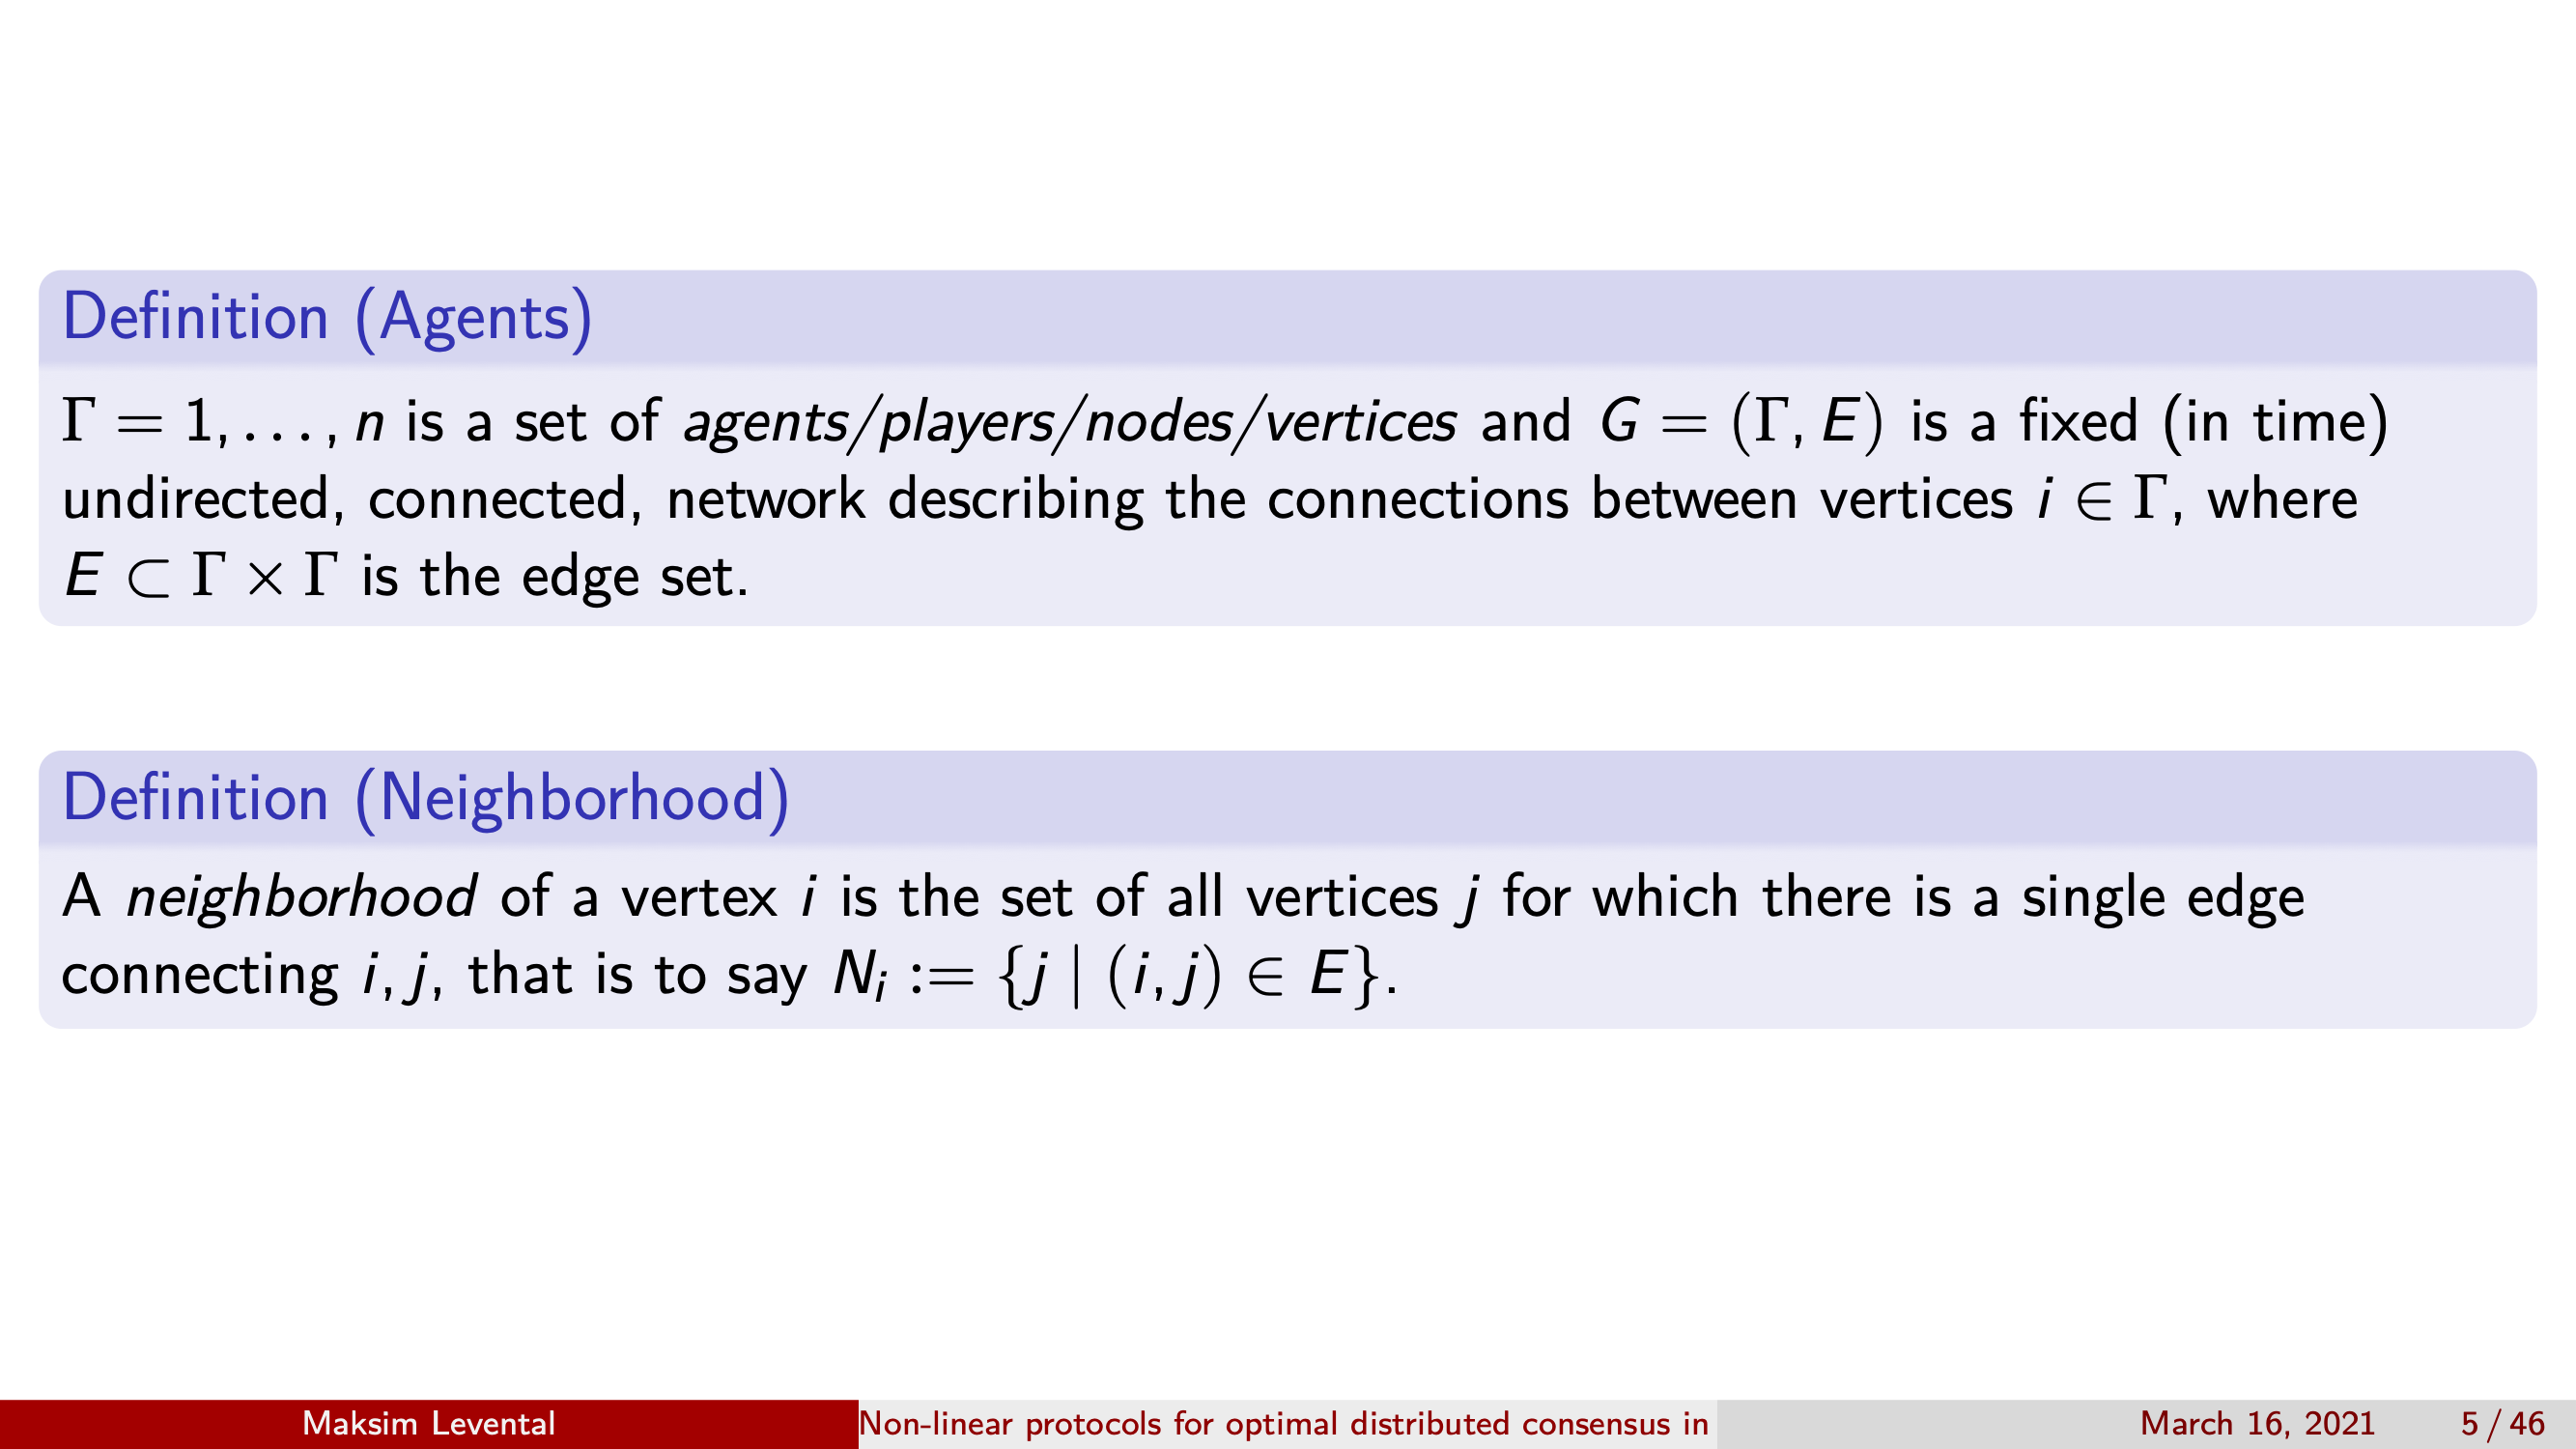 Definition (Agents)
Γ = 1, . . . , n is a set of agents/players/nodes/vertices and G = (Γ, E) is a fixed (in time)
undirected, connected, network describing the connections between vertices i ∈ Γ, where
E ⊂ Γ × Γ is the edge set.
Definition (Neighborhood)
A neighborhood of a vertex i is the set of all vertices j for which there is a single edge
connecting i, j, that is to say Nᵢ := {j | (i, j) ∈ E}.
Maksim Levental
Non-linear protocols for optimal distributed consensus in
March 16, 2021
5 / 46